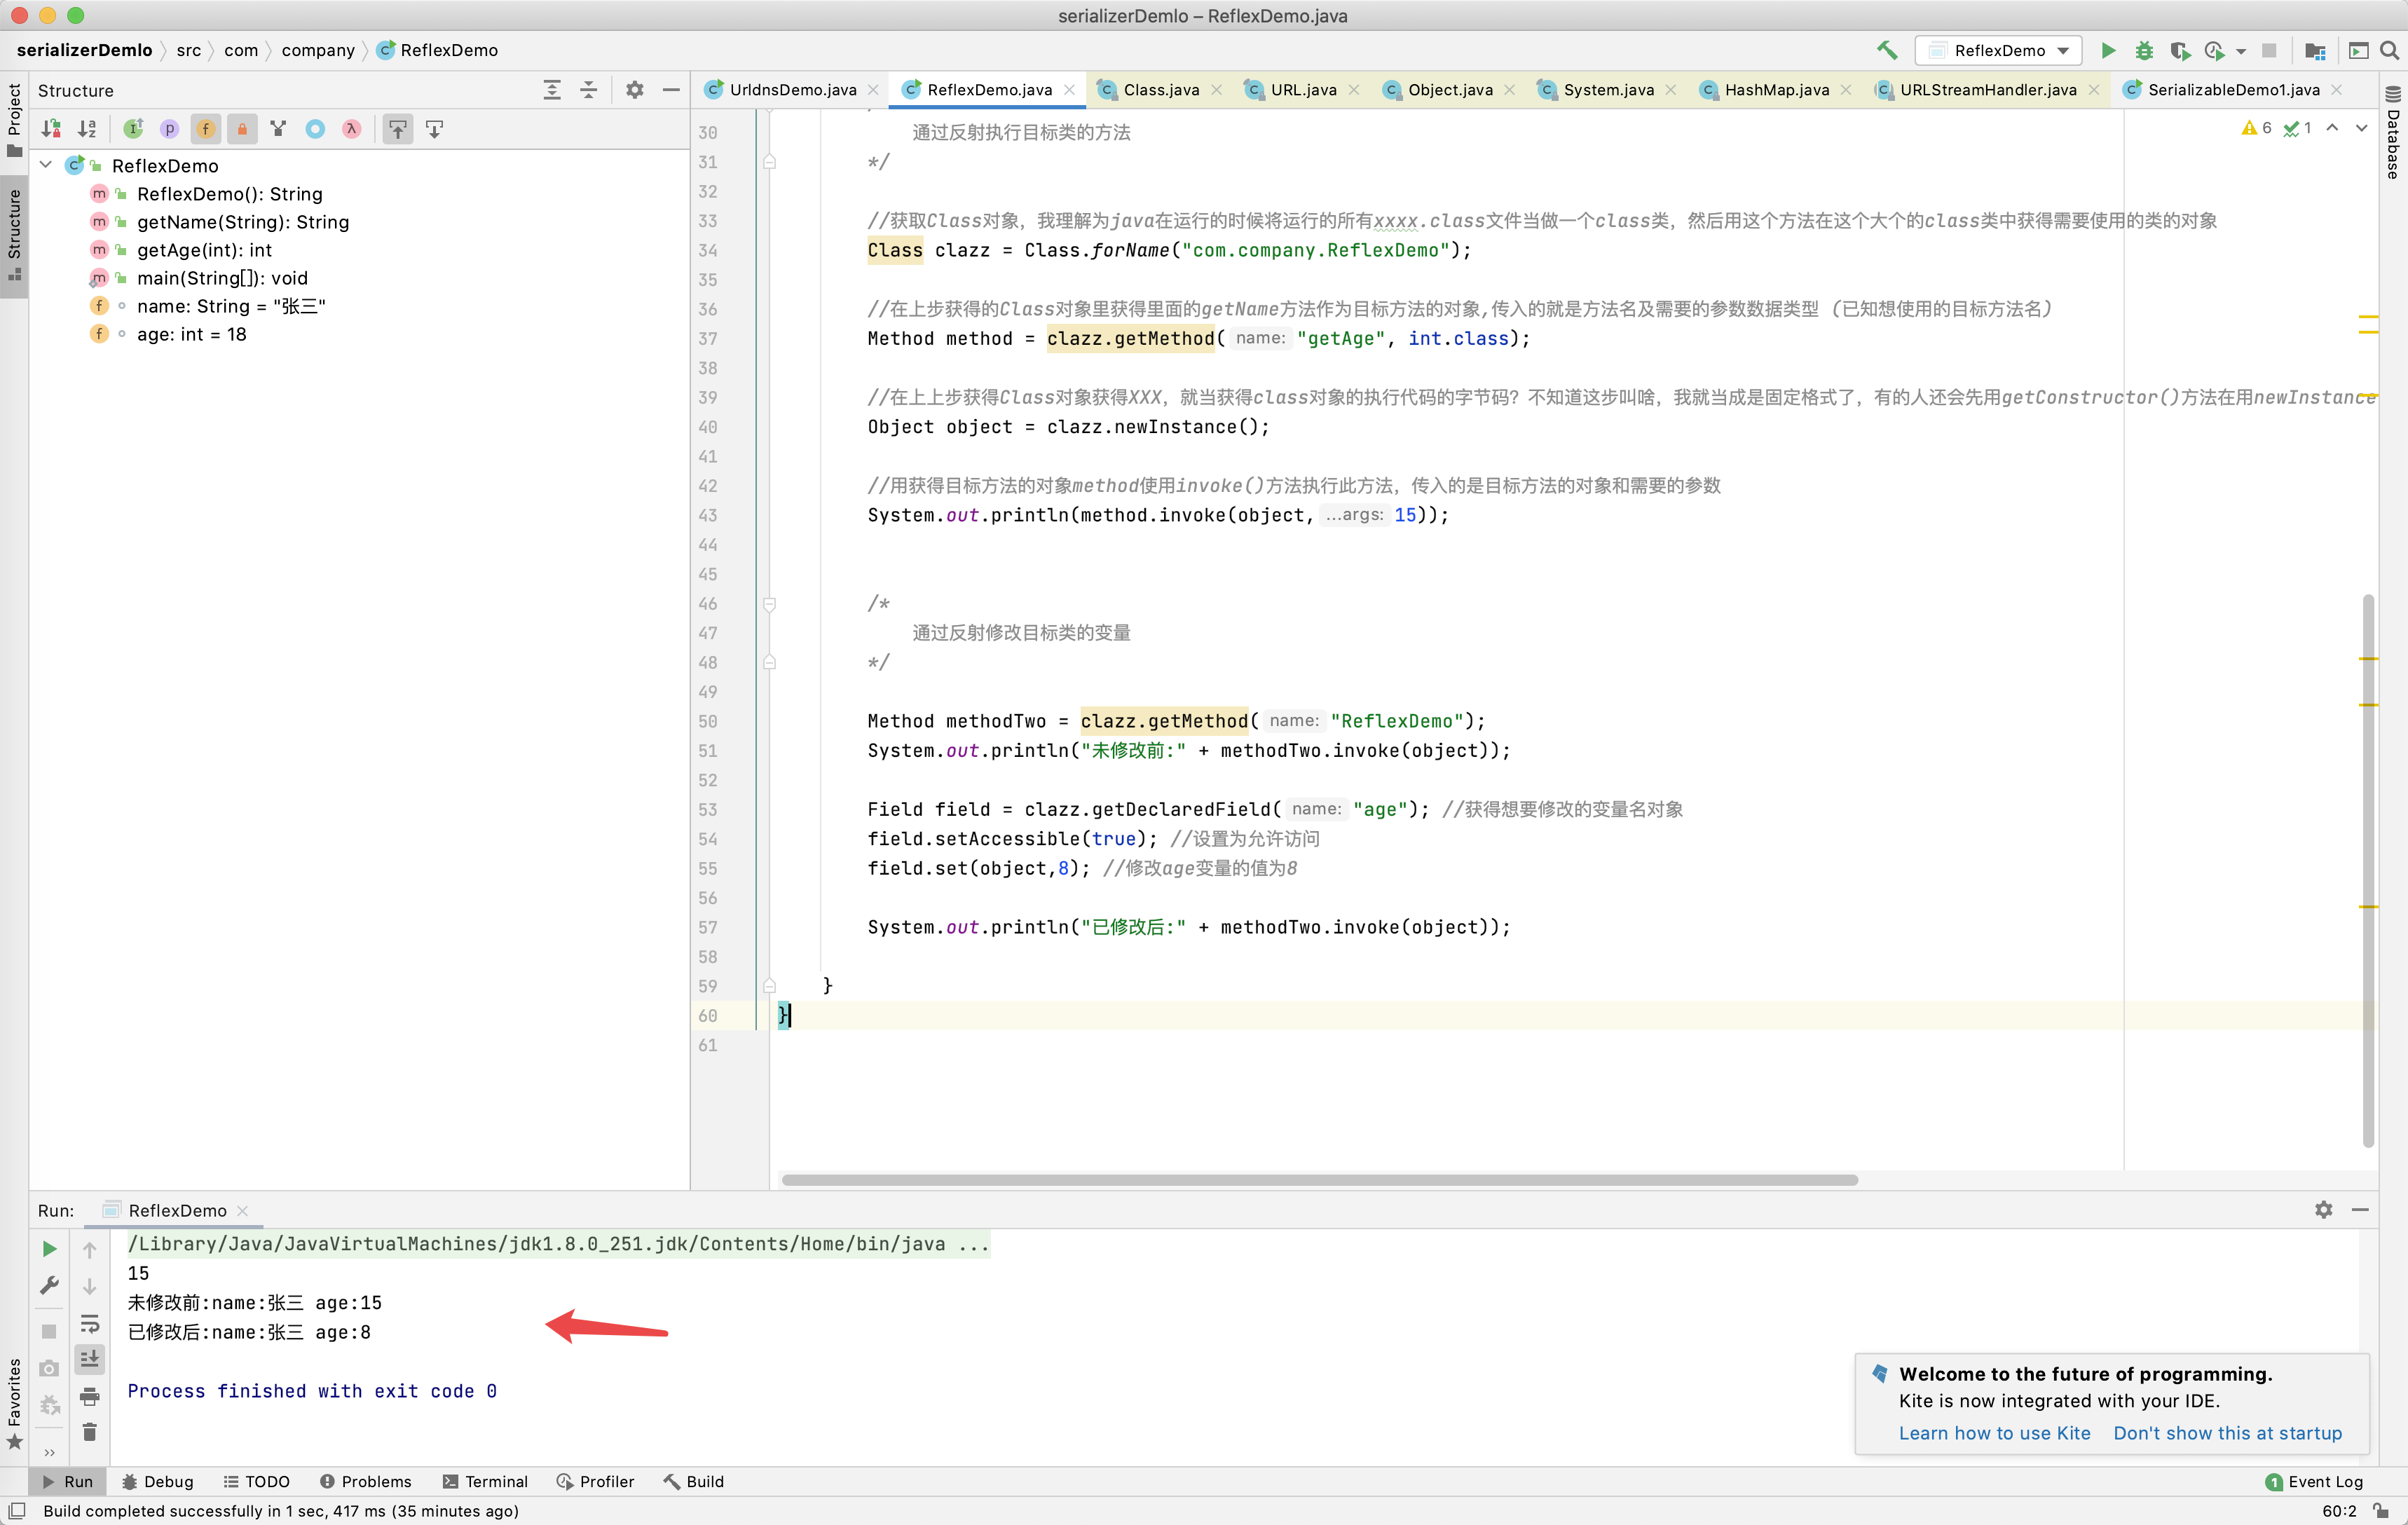 serializerDemlo – ReflexDemo.java
serializerDemlo src com company ReflexDemo
ReflexDemo
Structure
UrldnsDemo.java ReflexDemo.java Class.java URL.java Object.java System.java HashMap.java URLStreamHandler.java SerializableDemo1.java
Project
Structure
Favorites
Database
ReflexDemo
ReflexDemo(): String
getName(String): String
getAge(int): int
main(String[]): void
name: String = "张三"
age: int = 18
6 1
30 通过反射执行目标类的方法
31 */
32
33 //获取Class对象，我理解为java在运行的时候将运行的所有xxxx.class文件当做一个class类，然后用这个方法在这个大个的class类中获得需要使用的类的对象
34 Class clazz = Class.forName("com.company.ReflexDemo");
35
36 //在上步获得的Class对象里获得里面的getName方法作为目标方法的对象,传入的就是方法名及需要的参数数据类型 (已知想使用的目标方法名)
37 Method method = clazz.getMethod( name: "getAge", int.class);
38
39 //在上上步获得Class对象获得XXX，就当获得class对象的执行代码的字节码？不知道这步叫啥，我就当成是固定格式了，有的人还会先用getConstructor()方法在用newInstance
40 Object object = clazz.newInstance();
41
42 //用获得目标方法的对象method使用invoke()方法执行此方法，传入的是目标方法的对象和需要的参数
43 System.out.println(method.invoke(object, ...args: 15));
44
45
46 /*
47 通过反射修改目标类的变量
48 */
49
50 Method methodTwo = clazz.getMethod( name: "ReflexDemo");
51 System.out.println("未修改前:" + methodTwo.invoke(object));
52
53 Field field = clazz.getDeclaredField( name: "age"); //获得想要修改的变量名对象
54 field.setAccessible(true); //设置为允许访问
55 field.set(object,8); //修改age变量的值为8
56
57 System.out.println("已修改后:" + methodTwo.invoke(object));
58
59 }
60 }
61
Run: ReflexDemo
/Library/Java/JavaVirtualMachines/jdk1.8.0_251.jdk/Contents/Home/bin/java ...
15
未修改前:name:张三 age:15
已修改后:name:张三 age:8
Process finished with exit code 0
Welcome to the future of programming.
Kite is now integrated with your IDE.
Learn how to use Kite Don't show this at startup
Run Debug TODO Problems Terminal Profiler Build 1 Event Log
Build completed successfully in 1 sec, 417 ms (35 minutes ago) 60:2